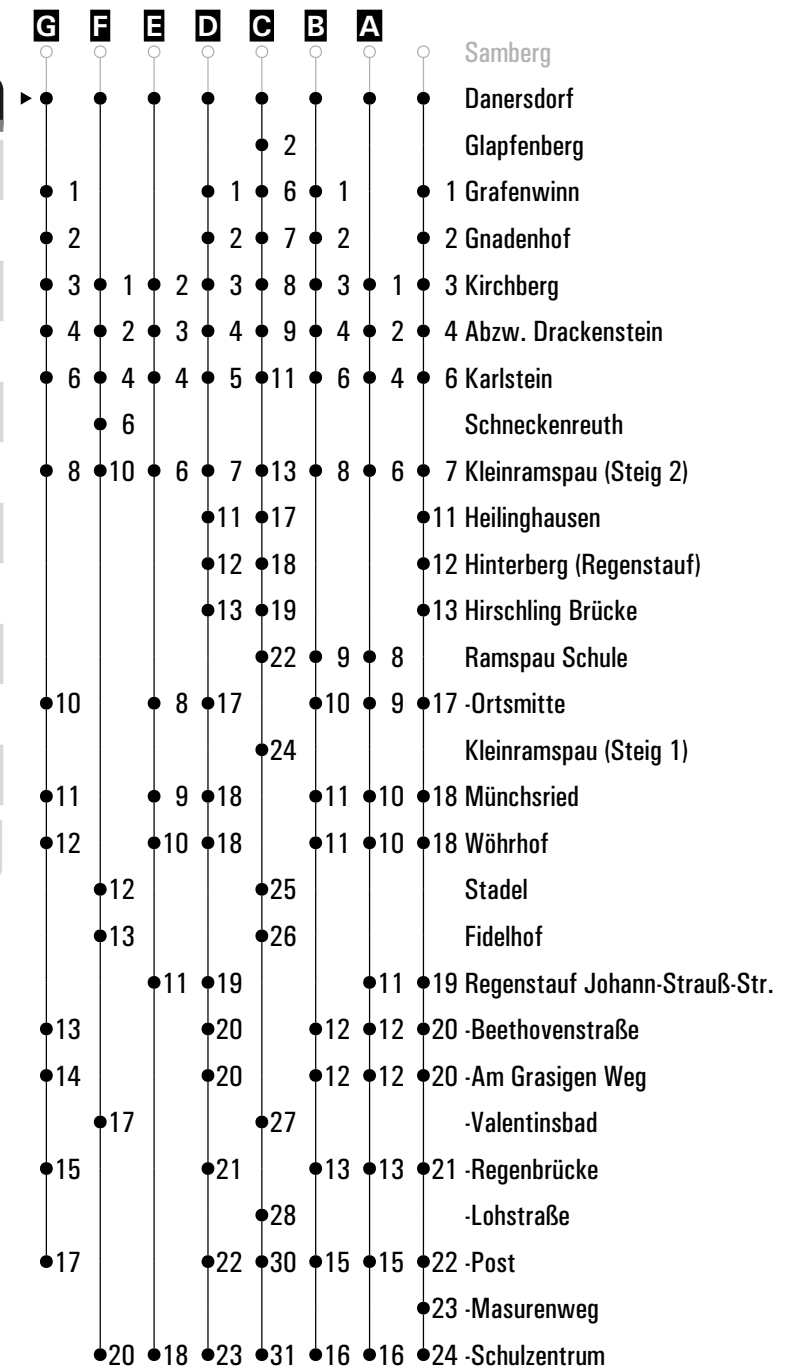 G F E D C B A
Samberg
Danersdorf
2 Glapfenberg
1 1 6 1 1 Grafenwinn
2 2 7 2 2 Gnadenhof
3 1 2 3 8 3 1 3 Kirchberg
4 2 3 4 9 4 2 4 Abzw. Drackenstein
6 4 4 5 11 6 4 6 Karlstein
6 Schneckenreuth
8 10 6 7 13 8 6 7 Kleinramspau (Steig 2)
11 17 11 Heilinghausen
12 18 12 Hinterberg (Regenstauf)
13 19 13 Hirschling Brücke
22 9 8 Ramspau Schule
10 8 17 10 9 17 -Ortsmitte
24 Kleinramspau (Steig 1)
11 9 18 11 10 18 Münchsried
12 10 18 11 10 18 Wöhrhof
12 25 Stadel
13 26 Fidelhof
11 19 11 19 Regenstauf Johann-Strauß-Str.
13 20 12 12 20 -Beethovenstraße
14 20 12 12 20 -Am Grasigen Weg
17 27 -Valentinsbad
15 21 13 13 21 -Regenbrücke
28 -Lohstraße
17 22 30 15 15 22 -Post
23 -Masurenweg
20 18 23 31 16 16 24 -Schulzentrum